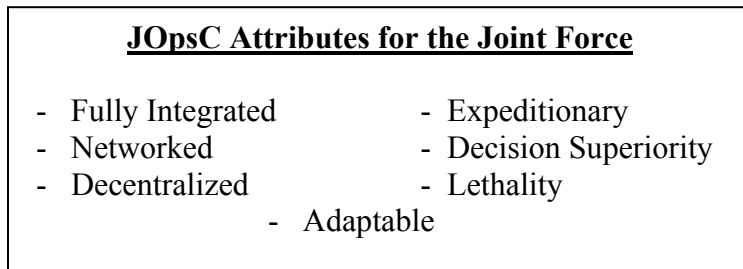 JOpsC Attributes for the Joint Force
- Fully Integrated - Expeditionary
- Networked - Decision Superiority
- Decentralized - Lethality
- Adaptable